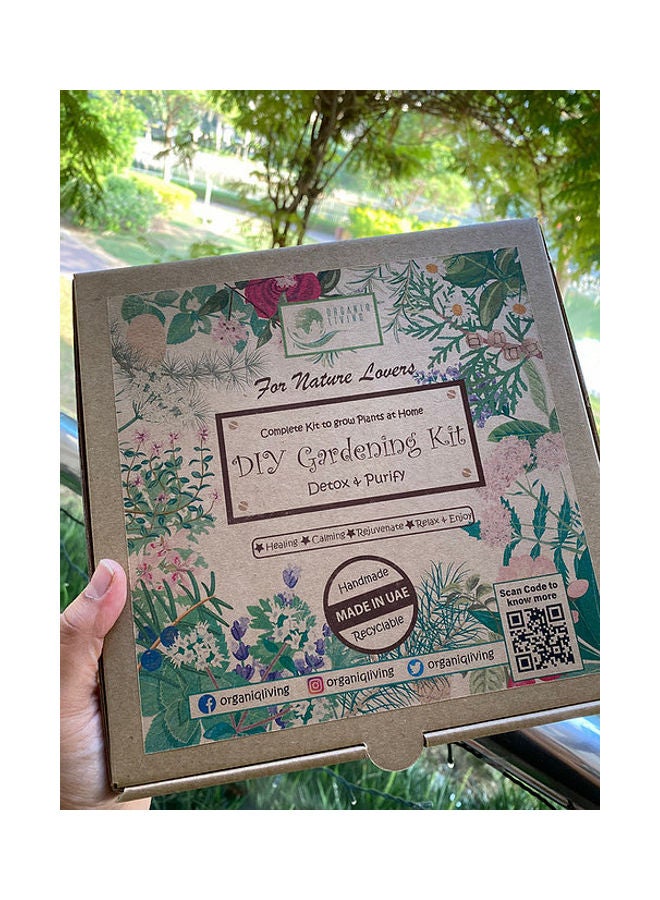 ORGANIQ
LIVING
For Nature Lovers
Complete Kit to grow Plants at Home
DIY Gardening Kit
Detox & Purify
★ Healing ★ Calming ★ Rejuvenate ★ Relax & Enjoy
Handmade
MADE IN UAE
Recyclable
Scan Code to
know more
organiqliving organiqliving organiqliving